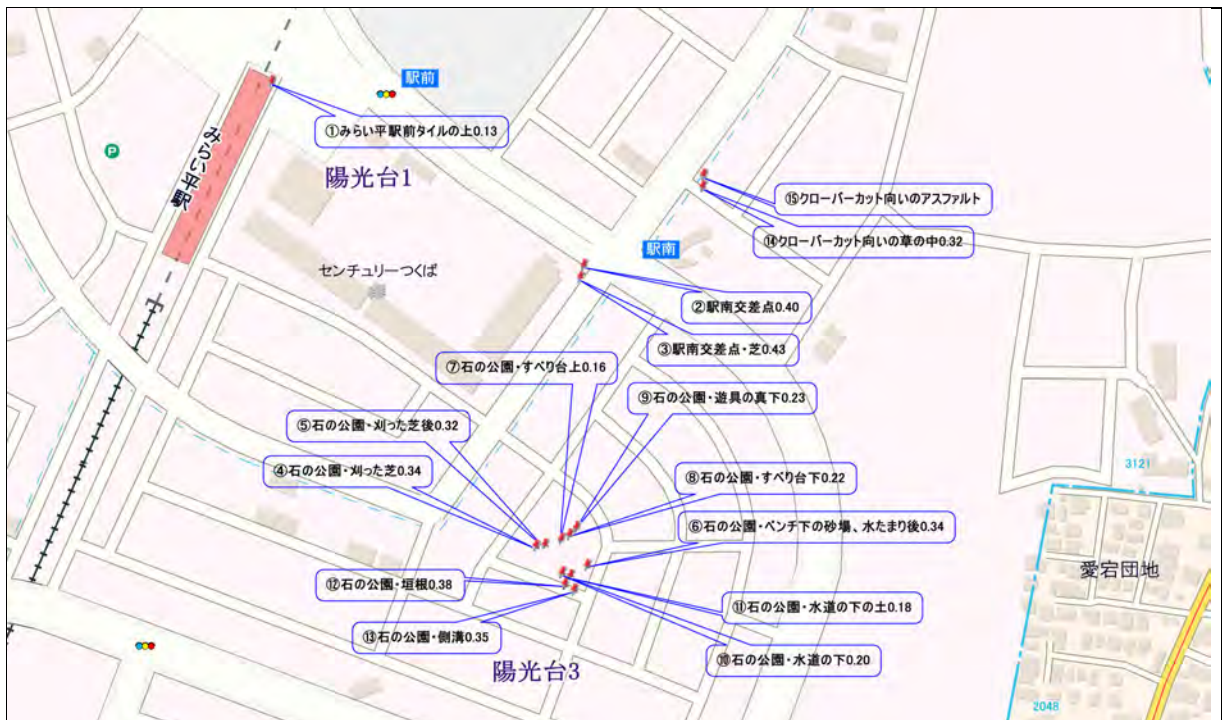 駅前
①みらい平駅前タイルの上0.13
みらい平駅
P
陽光台1
⑮クローバーカット向いのアスファルト
⑭クローバーカット向いの草の中0.32
駅南
センチュリーつくば
②駅南交差点0.40
③駅南交差点・芝0.43
⑦石の公園・すべり台上0.16
⑨石の公園・遊具の真下0.23
⑤石の公園・刈った芝後0.32
④石の公園・刈った芝0.34
⑧石の公園・すべり台下0.22
3121
⑥石の公園・ベンチ下の砂場、水たまり後0.34
愛宕団地
⑫石の公園・垣根0.38
⑪石の公園・水道の下の土0.18
⑬石の公園・側溝0.35
⑩石の公園・水道の下0.20
陽光台3
2048